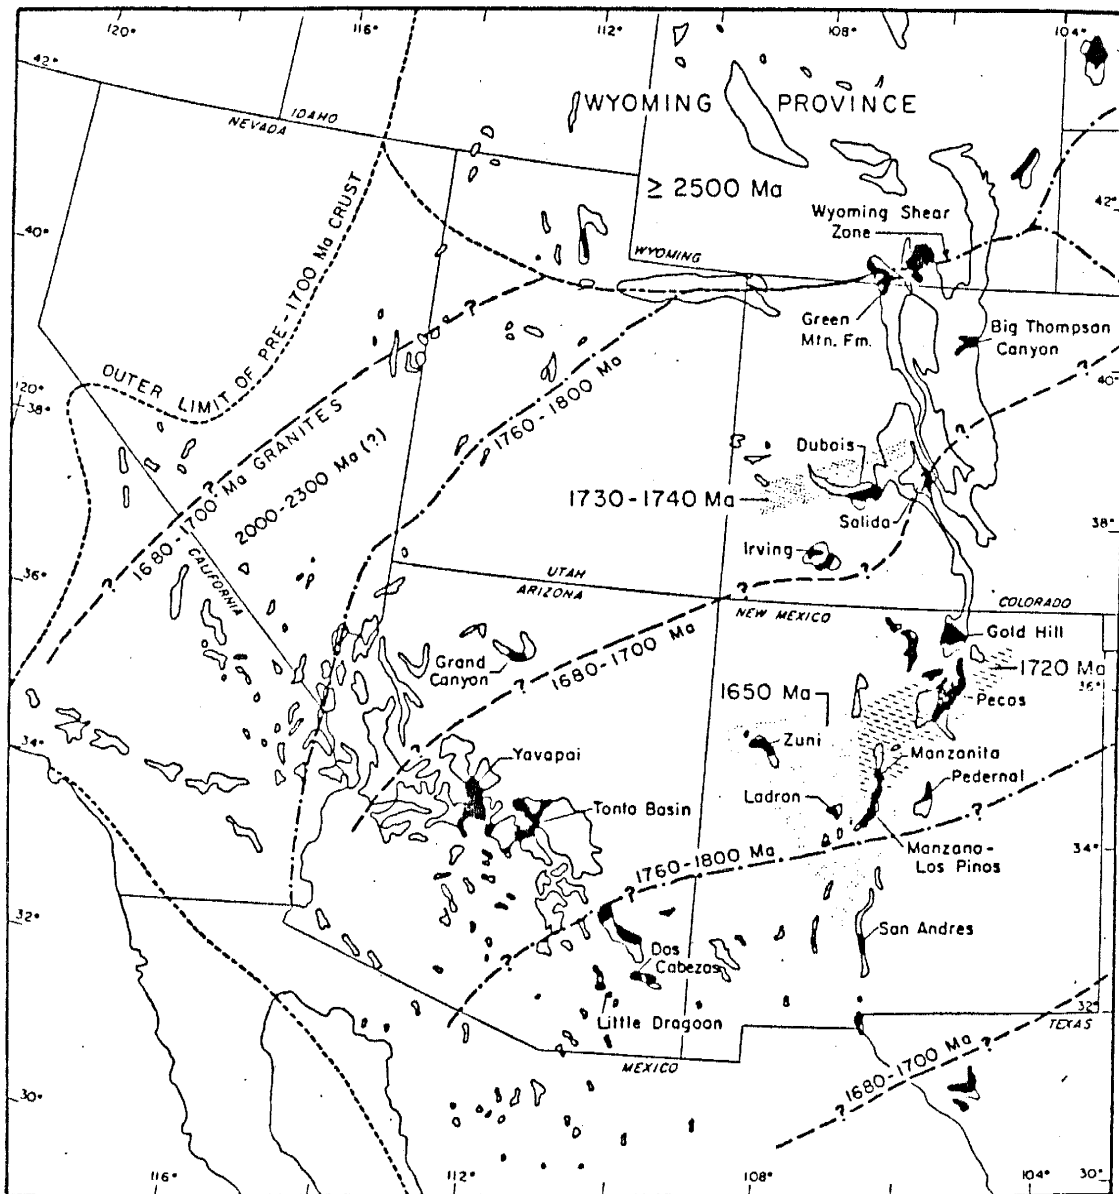 120°
116°
112°
108°
104°
42°
IDAHO
NEVADA
WYOMING PROVINCE
≥ 2500 Ma
Wyoming Shear
Zone
42°
40°
OUTER LIMIT OF PRE-1700 Ma CRUST
WYOMING
Green
Mtn. Fm.
Big Thompson
Canyon
?
?
40°
120°
38°
1680-1700 Ma GRANITES
?
?
2000-2300 Ma (?)
1760-1800 Ma
Dubois
1730-1740 Ma
?
Salida
38°
Irving
?
?
36°
CALIFORNIA
UTAH
ARIZONA
NEW MEXICO
COLORADO
Gold Hill
Grand
Canyon
1680-1700 Ma
?
?
1720 Ma
36°
1650 Ma
Pecos
34°
Zuni
Yavapai
Manzanita
Pedernal
Tonto Basin
Ladron
?
Manzano-
Los Pinos
34°
1760-1800 Ma
?
32°
San Andres
?
Dos
Cabezas
Little Dragoon
32°
TEXAS
MEXICO
1680-1700 Ma
?
?
30°
116°
112°
108°
104°
30°